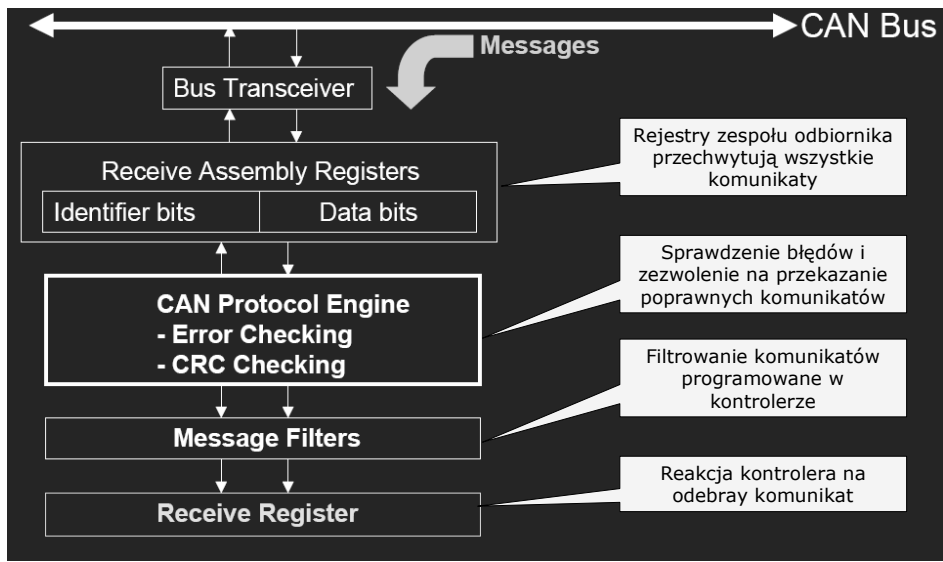 CAN Bus
Messages
Bus Transceiver
Receive Assembly Registers
Identifier bits
Data bits
Rejestry zespołu odbiornika
przechwytują wszystkie
komunikaty
CAN Protocol Engine
- Error Checking
- CRC Checking
Sprawdzenie błędów i
zezwolenie na przekazanie
poprawnych komunikatów
Message Filters
Filtrowanie komunikatów
programowane w
kontrolerze
Receive Register
Reakcja kontrolera na
odebray komunikat